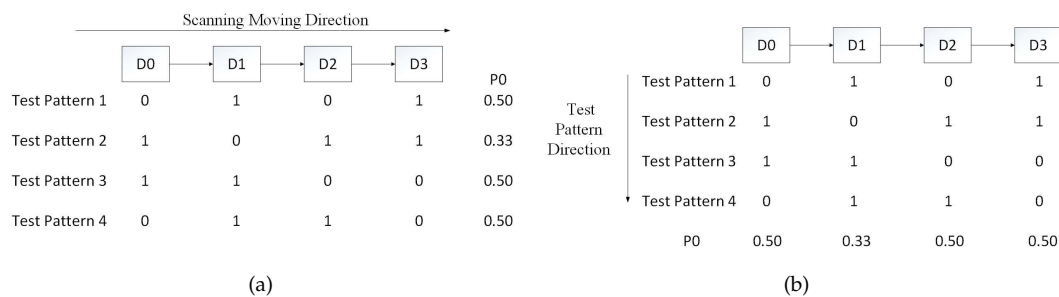 Scanning Moving Direction
D0 D1 D2 D3
P0
Test Pattern 1 0 1 0 1 0.50
Test Pattern 2 1 0 1 1 0.33
Test Pattern 3 1 1 0 0 0.50
Test Pattern 4 0 1 1 0 0.50
(a)
D0 D1 D2 D3
Test
Pattern
Direction
Test Pattern 1 0 1 0 1
Test Pattern 2 1 0 1 1
Test Pattern 3 1 1 0 0
Test Pattern 4 0 1 1 0
P0 0.50 0.33 0.50 0.50
(b)